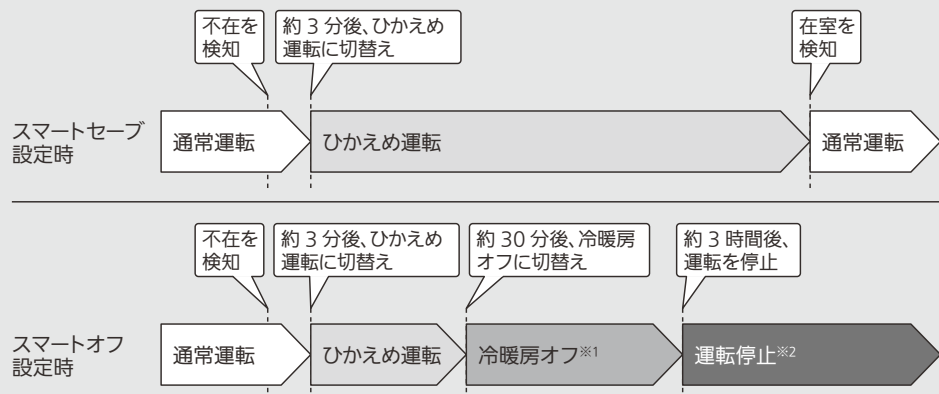 不在を
検知
約 3 分後、ひかえめ
運転に切替え
在室を
検知
スマートセーブ
設定時
通常運転
ひかえめ運転
通常運転
不在を
検知
約 3 分後、ひかえめ
運転に切替え
約 30 分後、冷暖房
オフに切替え
約 3 時間後、
運転を停止
スマートオフ
設定時
通常運転
ひかえめ運転
冷暖房オフ※1
運転停止※2